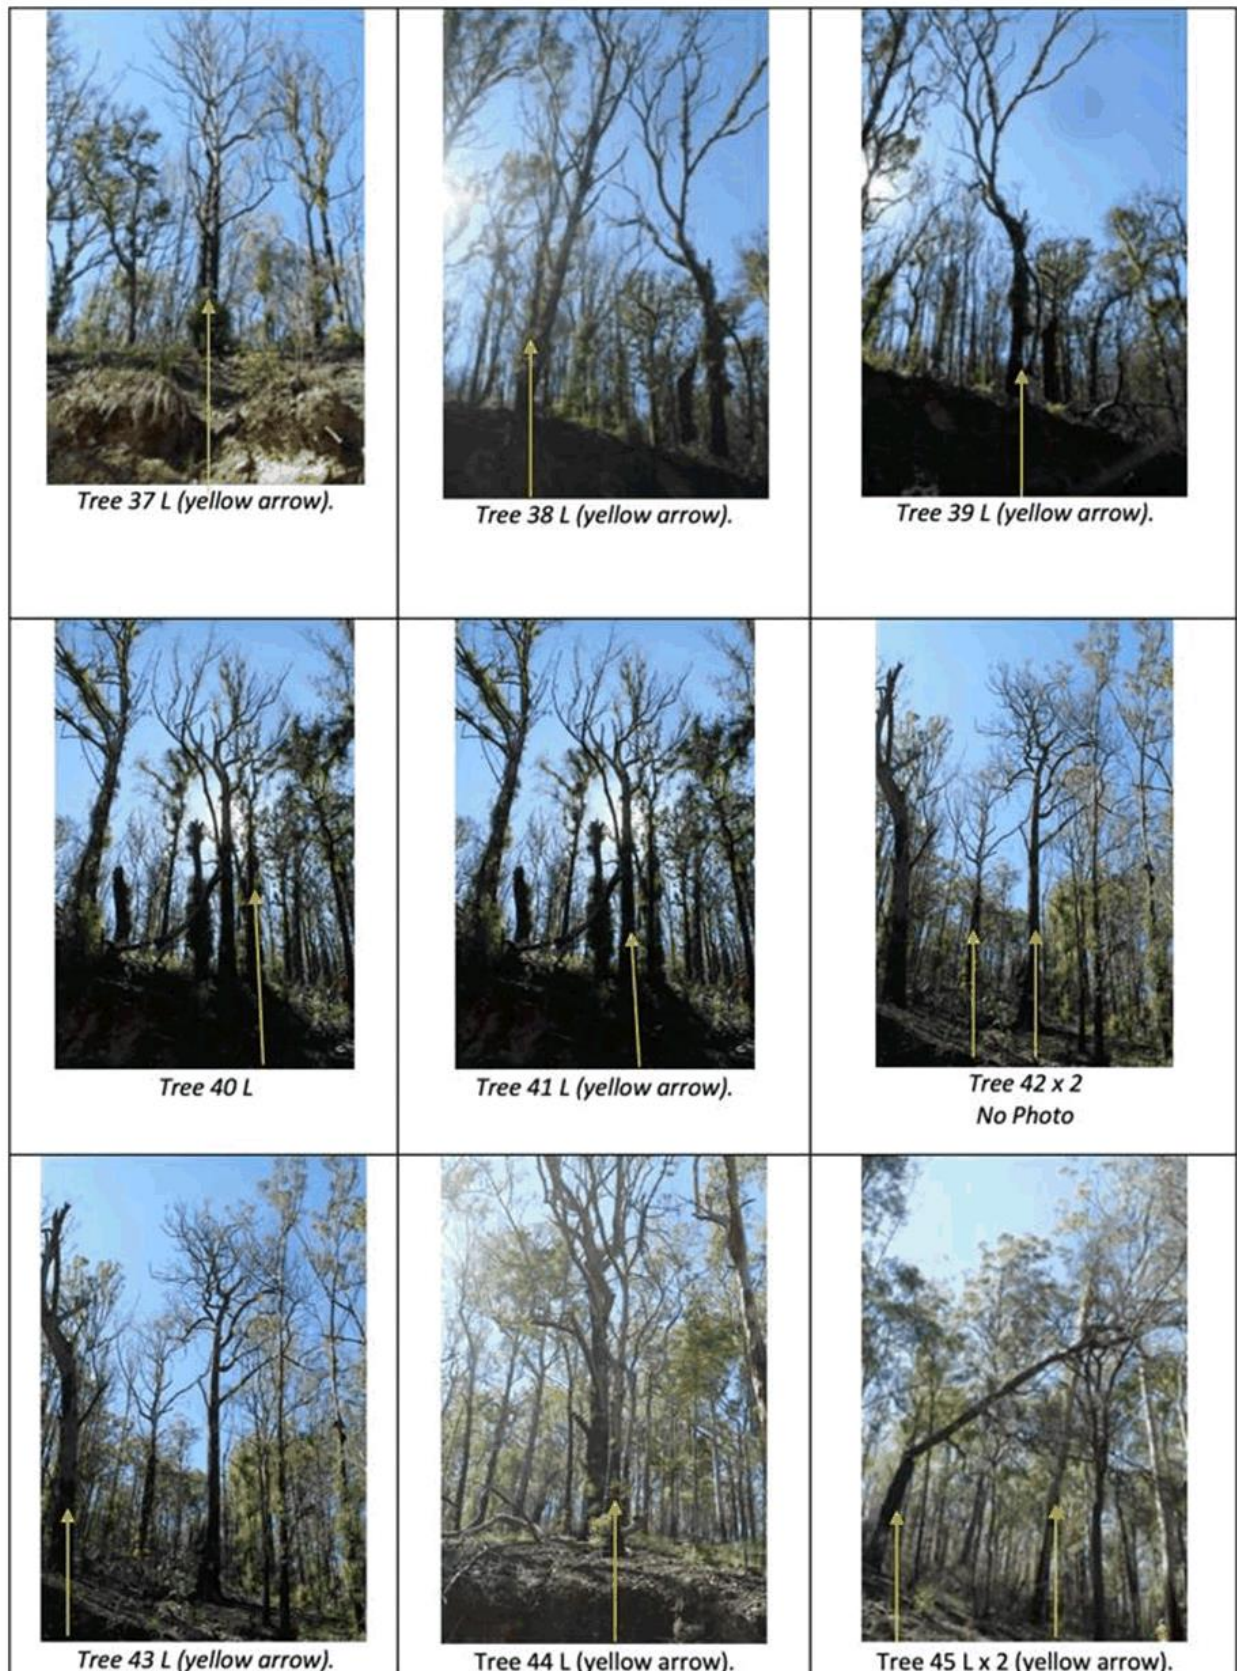 Tree 37 L (yellow arrow).
Tree 38 L (yellow arrow).
Tree 39 L (yellow arrow).
Tree 40 L
Tree 41 L (yellow arrow).
Tree 42 x 2
No Photo
Tree 43 L (yellow arrow).
Tree 44 L (yellow arrow).
Tree 45 L x 2 (yellow arrow).